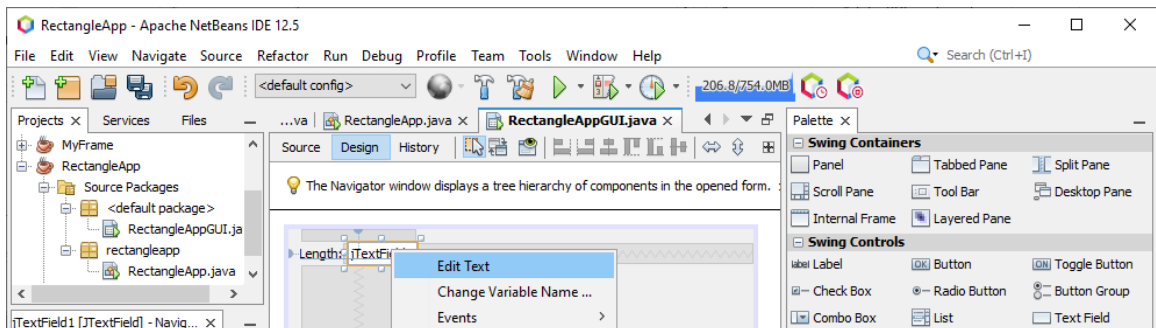 RectangleApp - Apache NetBeans IDE 12.5
File Edit View Navigate Source Refactor Run Debug Profile Team Tools Window Help
Search (Ctrl+I)
<default config>
206.8/754.0MB
Projects Services Files
MyFrame
RectangleApp
Source Packages
<default package>
RectangleAppGUI.ja
rectangleapp
RectangleApp.java
jTextField1 [JTextField] - Navig...
...va RectangleApp.java RectangleAppGUI.java
Source Design History
The Navigator window displays a tree hierarchy of components in the opened form.
Length: jTextFi
Edit Text
Change Variable Name ...
Events
Palette
Swing Containers
Panel Tabbed Pane Split Pane
Scroll Pane Tool Bar Desktop Pane
Internal Frame Layered Pane
Swing Controls
label Label OK Button ON Toggle Button
Check Box Radio Button Button Group
Combo Box List Text Field